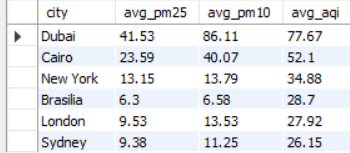 city avg_pm25 avg_pm10 avg_aqi
Dubai 41.53 86.11 77.67
Cairo 23.59 40.07 52.1
New York 13.15 13.79 34.88
Brasilia 6.3 6.58 28.7
London 9.53 13.53 27.92
Sydney 9.38 11.25 26.15